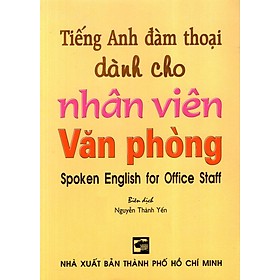 Tiếng Anh đàm thoại
dành cho
nhân viên
Văn phòng
Spoken English for Office Staff
Biên dịch
Nguyễn Thành Yến
NHÀ XUẤT BẢN THÀNH PHỐ HỒ CHÍ MINH